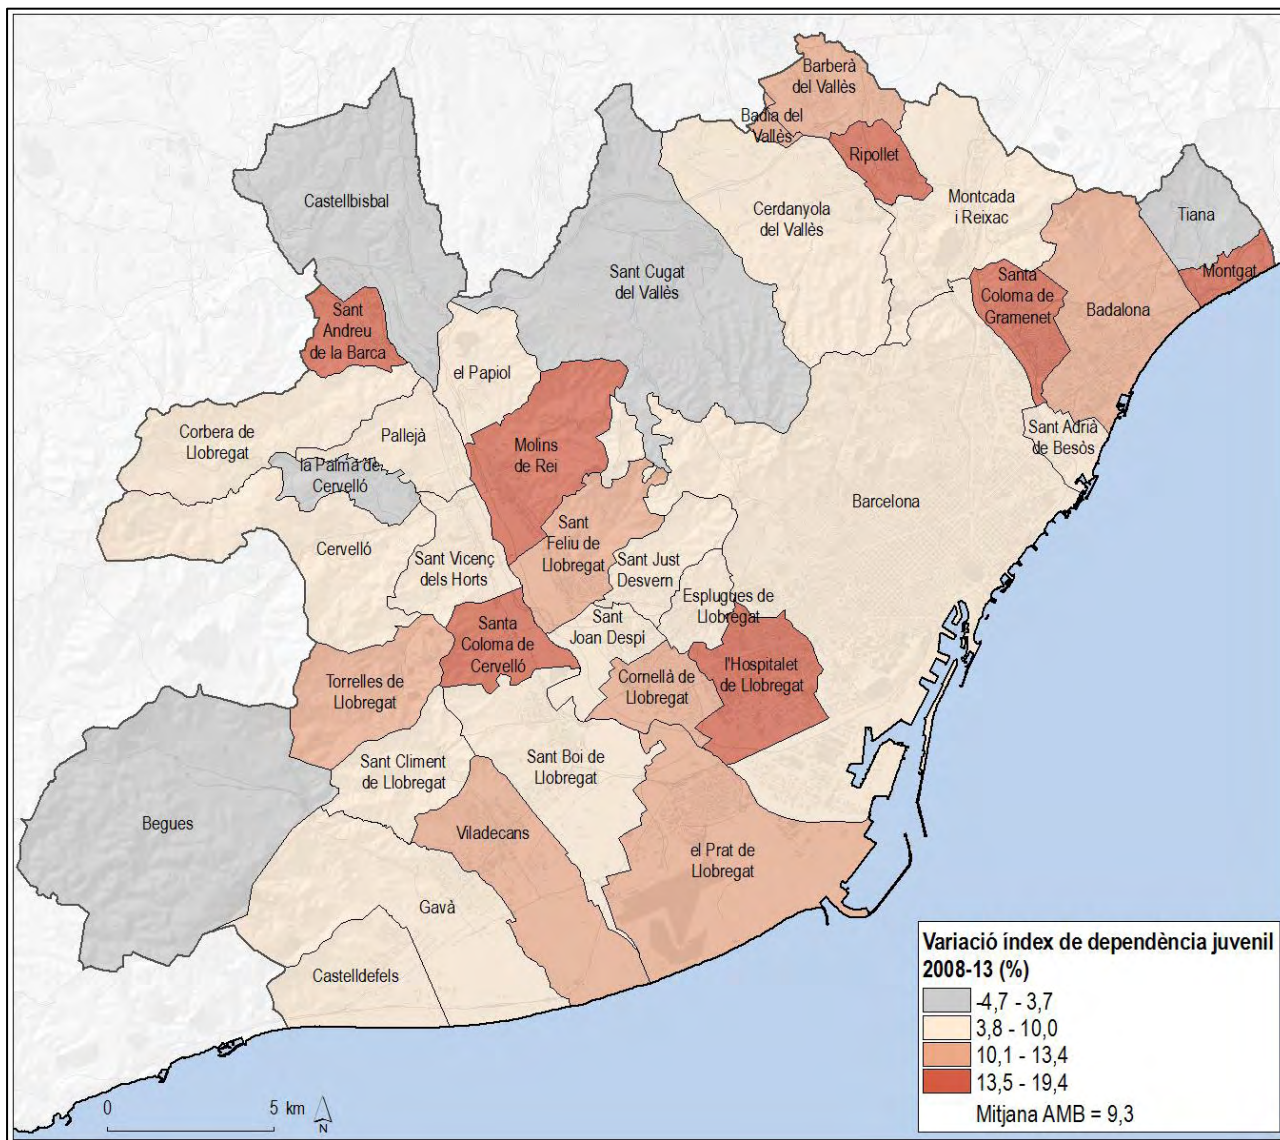 Barberà
del Vallès
Badia del
Vallès
Ripollet
Castellbisbal
Cerdanyola
del Vallès
Montcada
i Reixac
Tiana
Montgat
Sant Cugat
del Vallès
Santa
Coloma de
Gramenet
Badalona
Sant
Andreu
de la Barca
el Papiol
Corbera de
Llobregat
Pallejà
Molins
de Rei
Sant Adrià
de Besòs
la Palma de
Cervelló
Barcelona
Cervelló
Sant Vicenç
dels Horts
Sant
Feliu de
Llobregat
Sant Just
Desvern
Esplugues de
Llobregat
Sant
Joan Despi
Santa
Coloma de
Cervelló
Torrelles de
Llobregat
Cornellà de
Llobregat
l'Hospitalet
de Llobregat
Sant Climent
de Llobregat
Sant Boi de
Llobregat
Begues
Viladecans
el Prat de
Llobregat
Gavà
Castelldefels
Variació índex de dependència juvenil
2008-13 (%)
-4,7 - 3,7
3,8 - 10,0
10,1 - 13,4
13,5 - 19,4
Mitjana AMB = 9,3
0 5 km
N